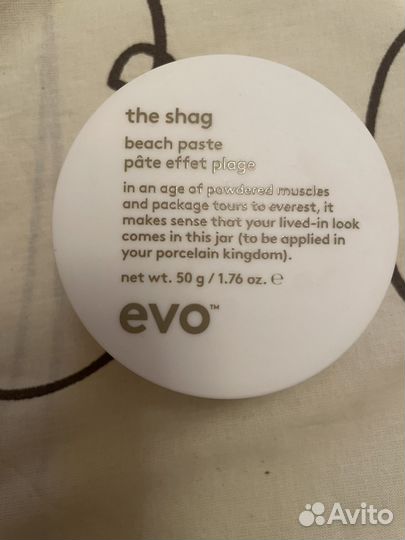 the shag
beach paste
pâte effet plage
in an age of powdered muscles
and package tours to everest, it
makes sense that your lived-in look
comes in this jar (to be applied in
your porcelain kingdom).
net wt. 50 g / 1.76 oz. ℮
evo™
Avito